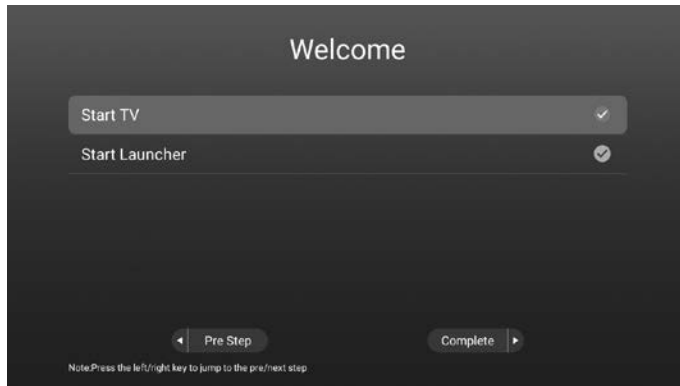 Welcome
Start TV
Start Launcher
Pre Step
Complete
Note:Press the left/right key to jump to the pre/next step